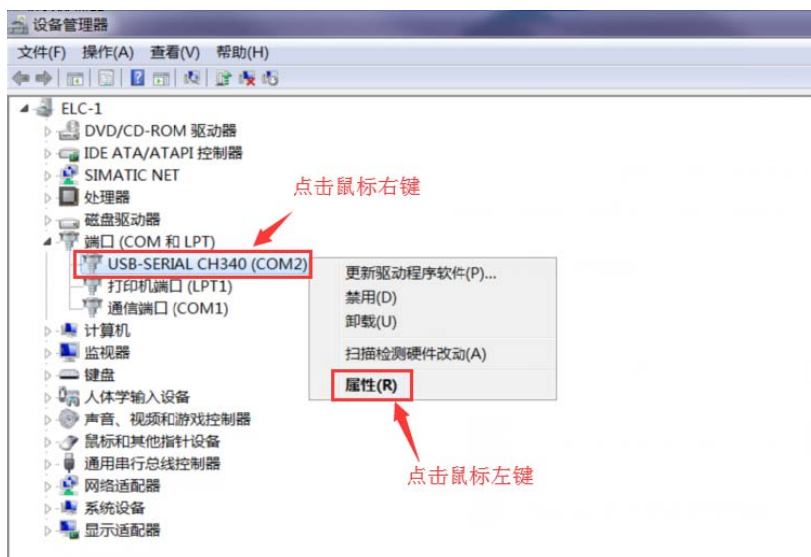 设备管理器
文件(F) 操作(A) 查看(V) 帮助(H)
ELC-1
DVD/CD-ROM 驱动器
IDE ATA/ATAPI 控制器
SIMATIC NET
处理器
点击鼠标右键
磁盘驱动器
端口 (COM 和 LPT)
USB-SERIAL CH340 (COM2)
打印机端口 (LPT1)
通信端口 (COM1)
更新驱动程序软件(P)...
禁用(D)
卸载(U)
扫描检测硬件改动(A)
属性(R)
计算机
监视器
键盘
人体学输入设备
声音、视频和游戏控制器
鼠标和其他指针设备
通用串行总线控制器
点击鼠标左键
网络适配器
系统设备
显示适配器